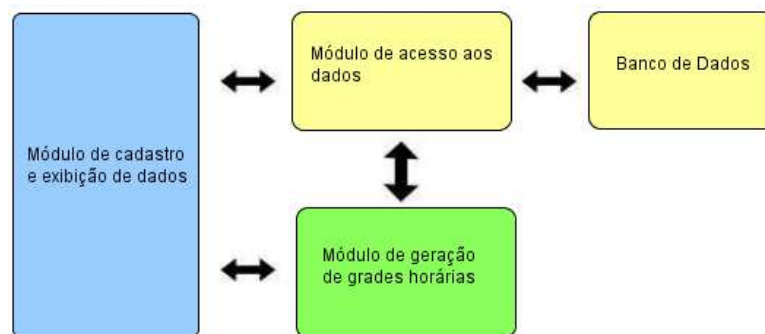 Módulo de cadastro
e exibição de dados
Módulo de acesso aos
dados
Banco de Dados
Módulo de geração
de grades horárias